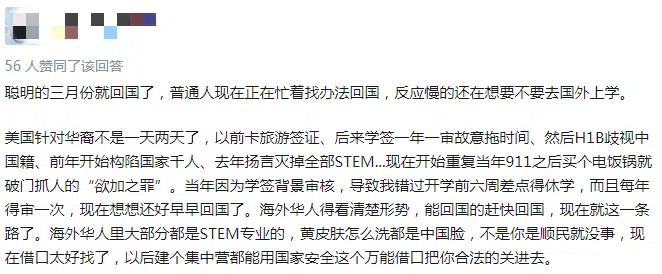 56 人赞同了该回答
聪明的三月份就回国了，普通人现在正在忙着找办法回国，反应慢的还在想要不要去国外上学。
美国针对华裔不是一天两天了，以前卡旅游签证、后来学签一年一审故意拖时间、然后H1B歧视中
国籍、前年开始构陷国家千人、去年扬言灭掉全部STEM...现在开始重复当年911之后买个电饭锅就
破门抓人的“欲加之罪”。当年因为学签背景审核，导致我错过开学前六周差点得休学，而且每年
得审一次，现在想想还好早早回国了。海外华人得看清楚形势，能回国的赶快回国，现在就这一条
路了。海外华人里大部分都是STEM专业的，黄皮肤怎么洗都是中国脸，不是你是顺民就没事，现
在借口太好找了，以后建个集中营都能用国家安全这个万能借口把你合法的关进去。